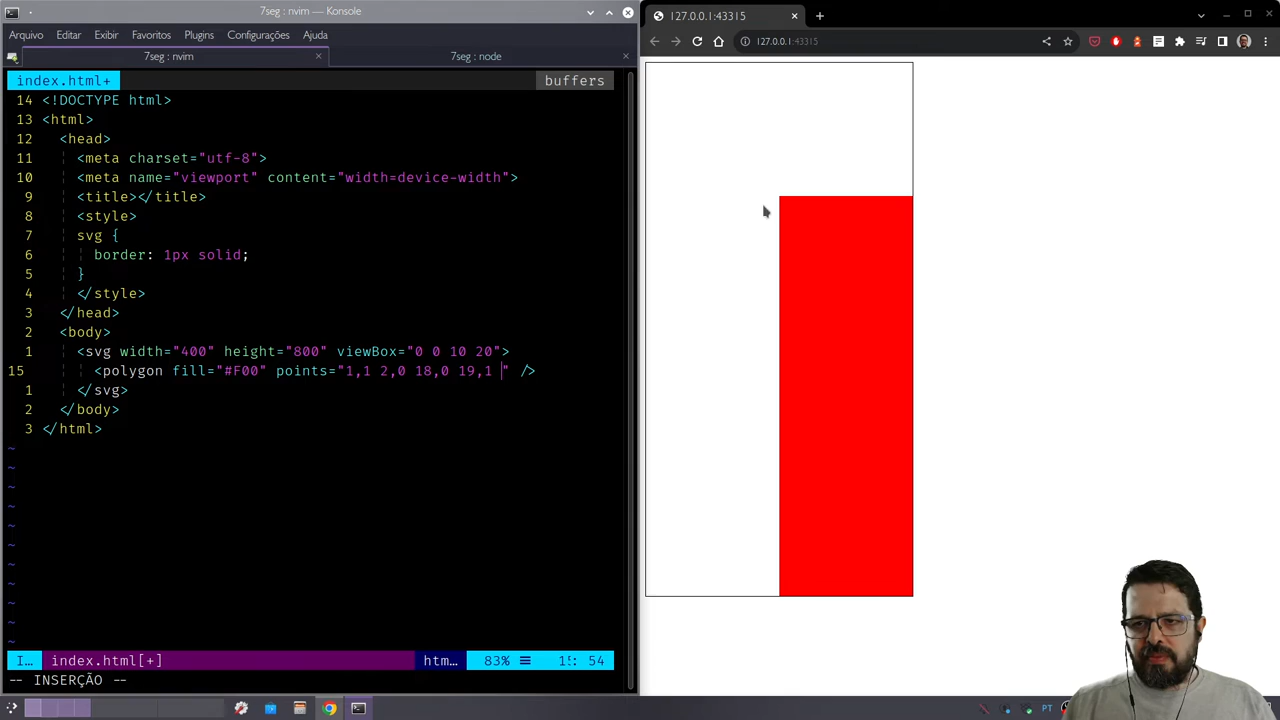 7seg : nvim — Konsole
Arquivo Editar Exibir Favoritos Plugins Configurações Ajuda
7seg : nvim
7seg : node
index.html+
buffers
14 <!DOCTYPE html>
13 <html>
12 <head>
11 <meta charset="utf-8">
10 <meta name="viewport" content="width=device-width">
9 <title></title>
8 <style>
7 svg {
6 border: 1px solid;
5 }
4 </style>
3 </head>
2 <body>
1 <svg width="400" height="800" viewBox="0 0 10 20">
15 <polygon fill="#F00" points="1,1 2,0 18,0 19,1 " />
1 </svg>
2 </body>
3 </html>
~
~
~
~
~
~
~
~
~
~
~
I… index.html[+] htm… 83% ☰ 15: 54
-- INSERÇÃO --
127.0.0.1:43315
127.0.0.1:43315
PT